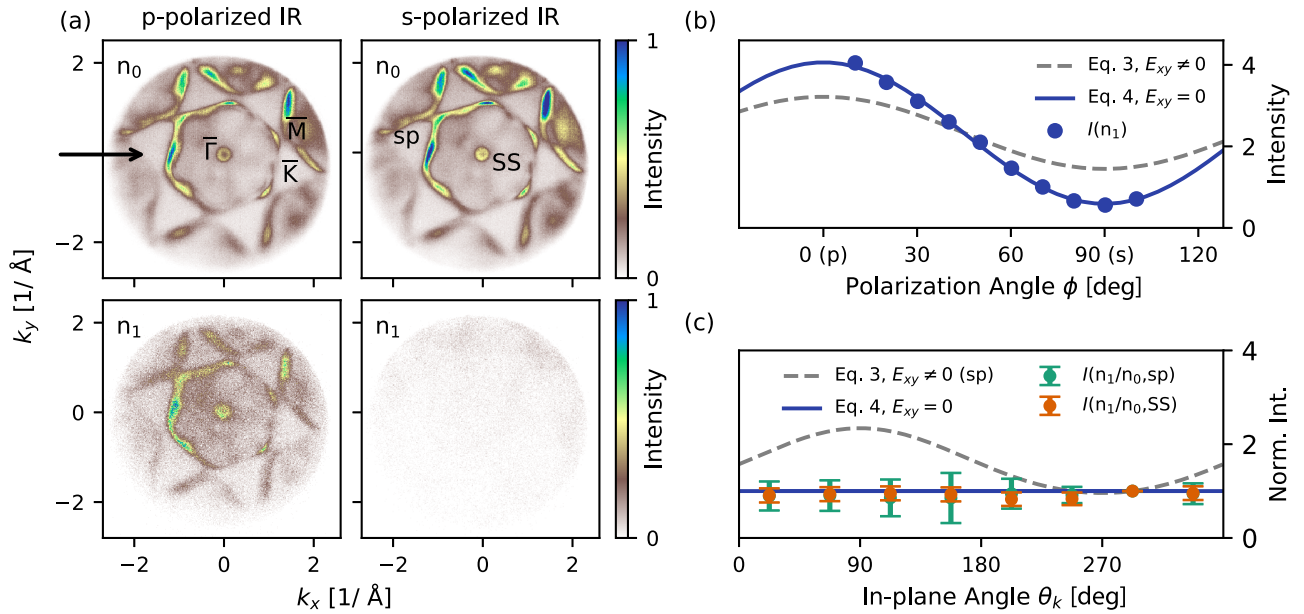 (a)
p-polarized IR
s-polarized IR
n0
M̅
Γ̅
K̅
sp
SS
2
0
−2
1
Intensity
0
n1
n1
2
0
−2
1
Intensity
0
−2 0 2
−2 0 2
ky [1/ Å]
kx [1/ Å]
(b)
Eq. 3, Exy ≠ 0
Eq. 4, Exy = 0
I(n1)
4
2
0
Intensity
0 (p) 30 60 90 (s) 120
Polarization Angle ϕ [deg]
(c)
Eq. 3, Exy ≠ 0 (sp)
Eq. 4, Exy = 0
I(n1/n0,sp)
I(n1/n0,SS)
4
2
0
Norm. Int.
0 90 180 270
In-plane Angle θk [deg]
n0